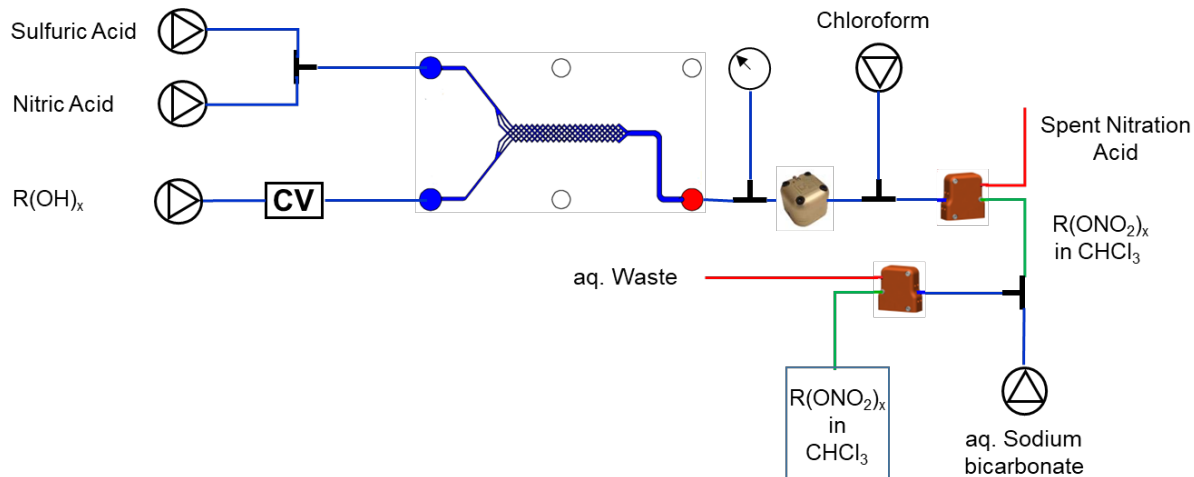 Sulfuric Acid
Nitric Acid
R(OH)ₓ
CV
Chloroform
Spent Nitration
Acid
R(ONO₂)ₓ
in CHCl₃
aq. Waste
R(ONO₂)ₓ
in
CHCl₃
aq. Sodium
bicarbonate